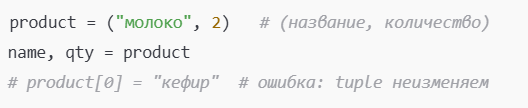 product = ("молоко", 2)   # (название, количество)
name, qty = product
# product[0] = "кефир"  # ошибка: tuple неизменяем